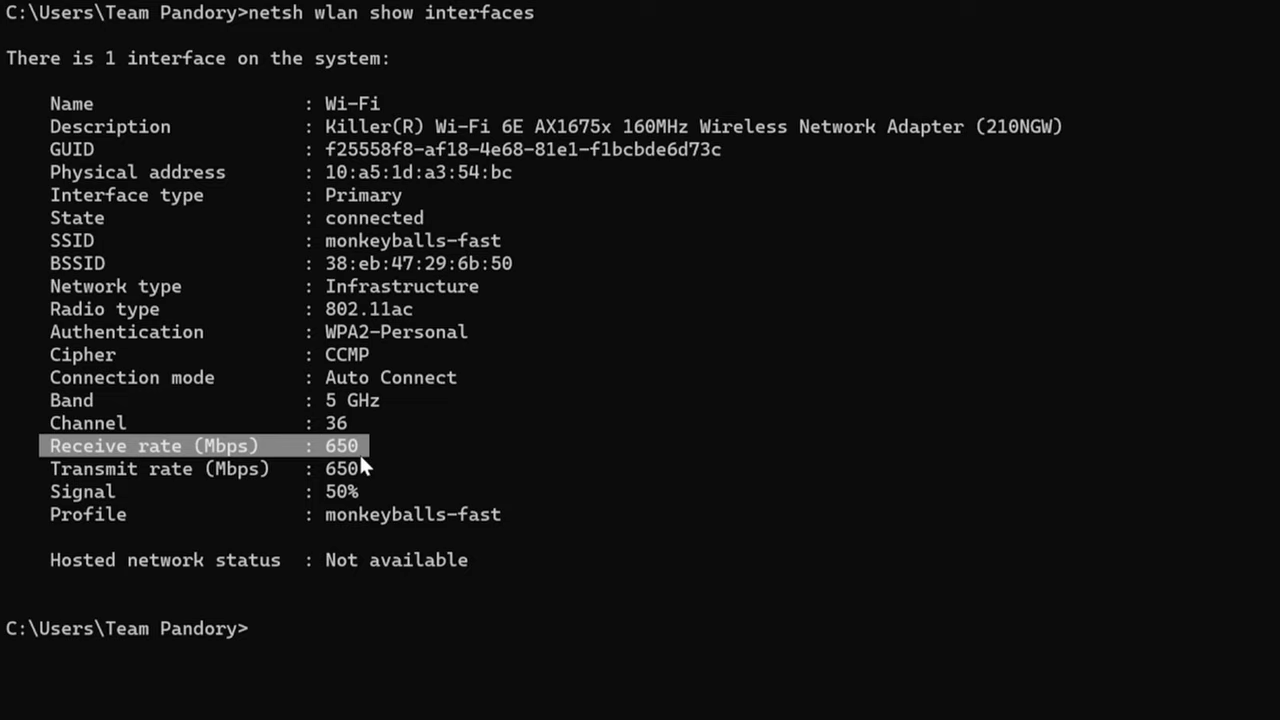 C:\Users\Team Pandory>netsh wlan show interfaces
There is 1 interface on the system:
Name : Wi-Fi
Description : Killer(R) Wi-Fi 6E AX1675x 160MHz Wireless Network Adapter (210NGW)
GUID : f25558f8-af18-4e68-81e1-f1bcbde6d73c
Physical address : 10:a5:1d:a3:54:bc
Interface type : Primary
State : connected
SSID : monkeyballs-fast
BSSID : 38:eb:47:29:6b:50
Network type : Infrastructure
Radio type : 802.11ac
Authentication : WPA2-Personal
Cipher : CCMP
Connection mode : Auto Connect
Band : 5 GHz
Channel : 36
Receive rate (Mbps) : 650
Transmit rate (Mbps) : 650
Signal : 50%
Profile : monkeyballs-fast
Hosted network status : Not available
C:\Users\Team Pandory>